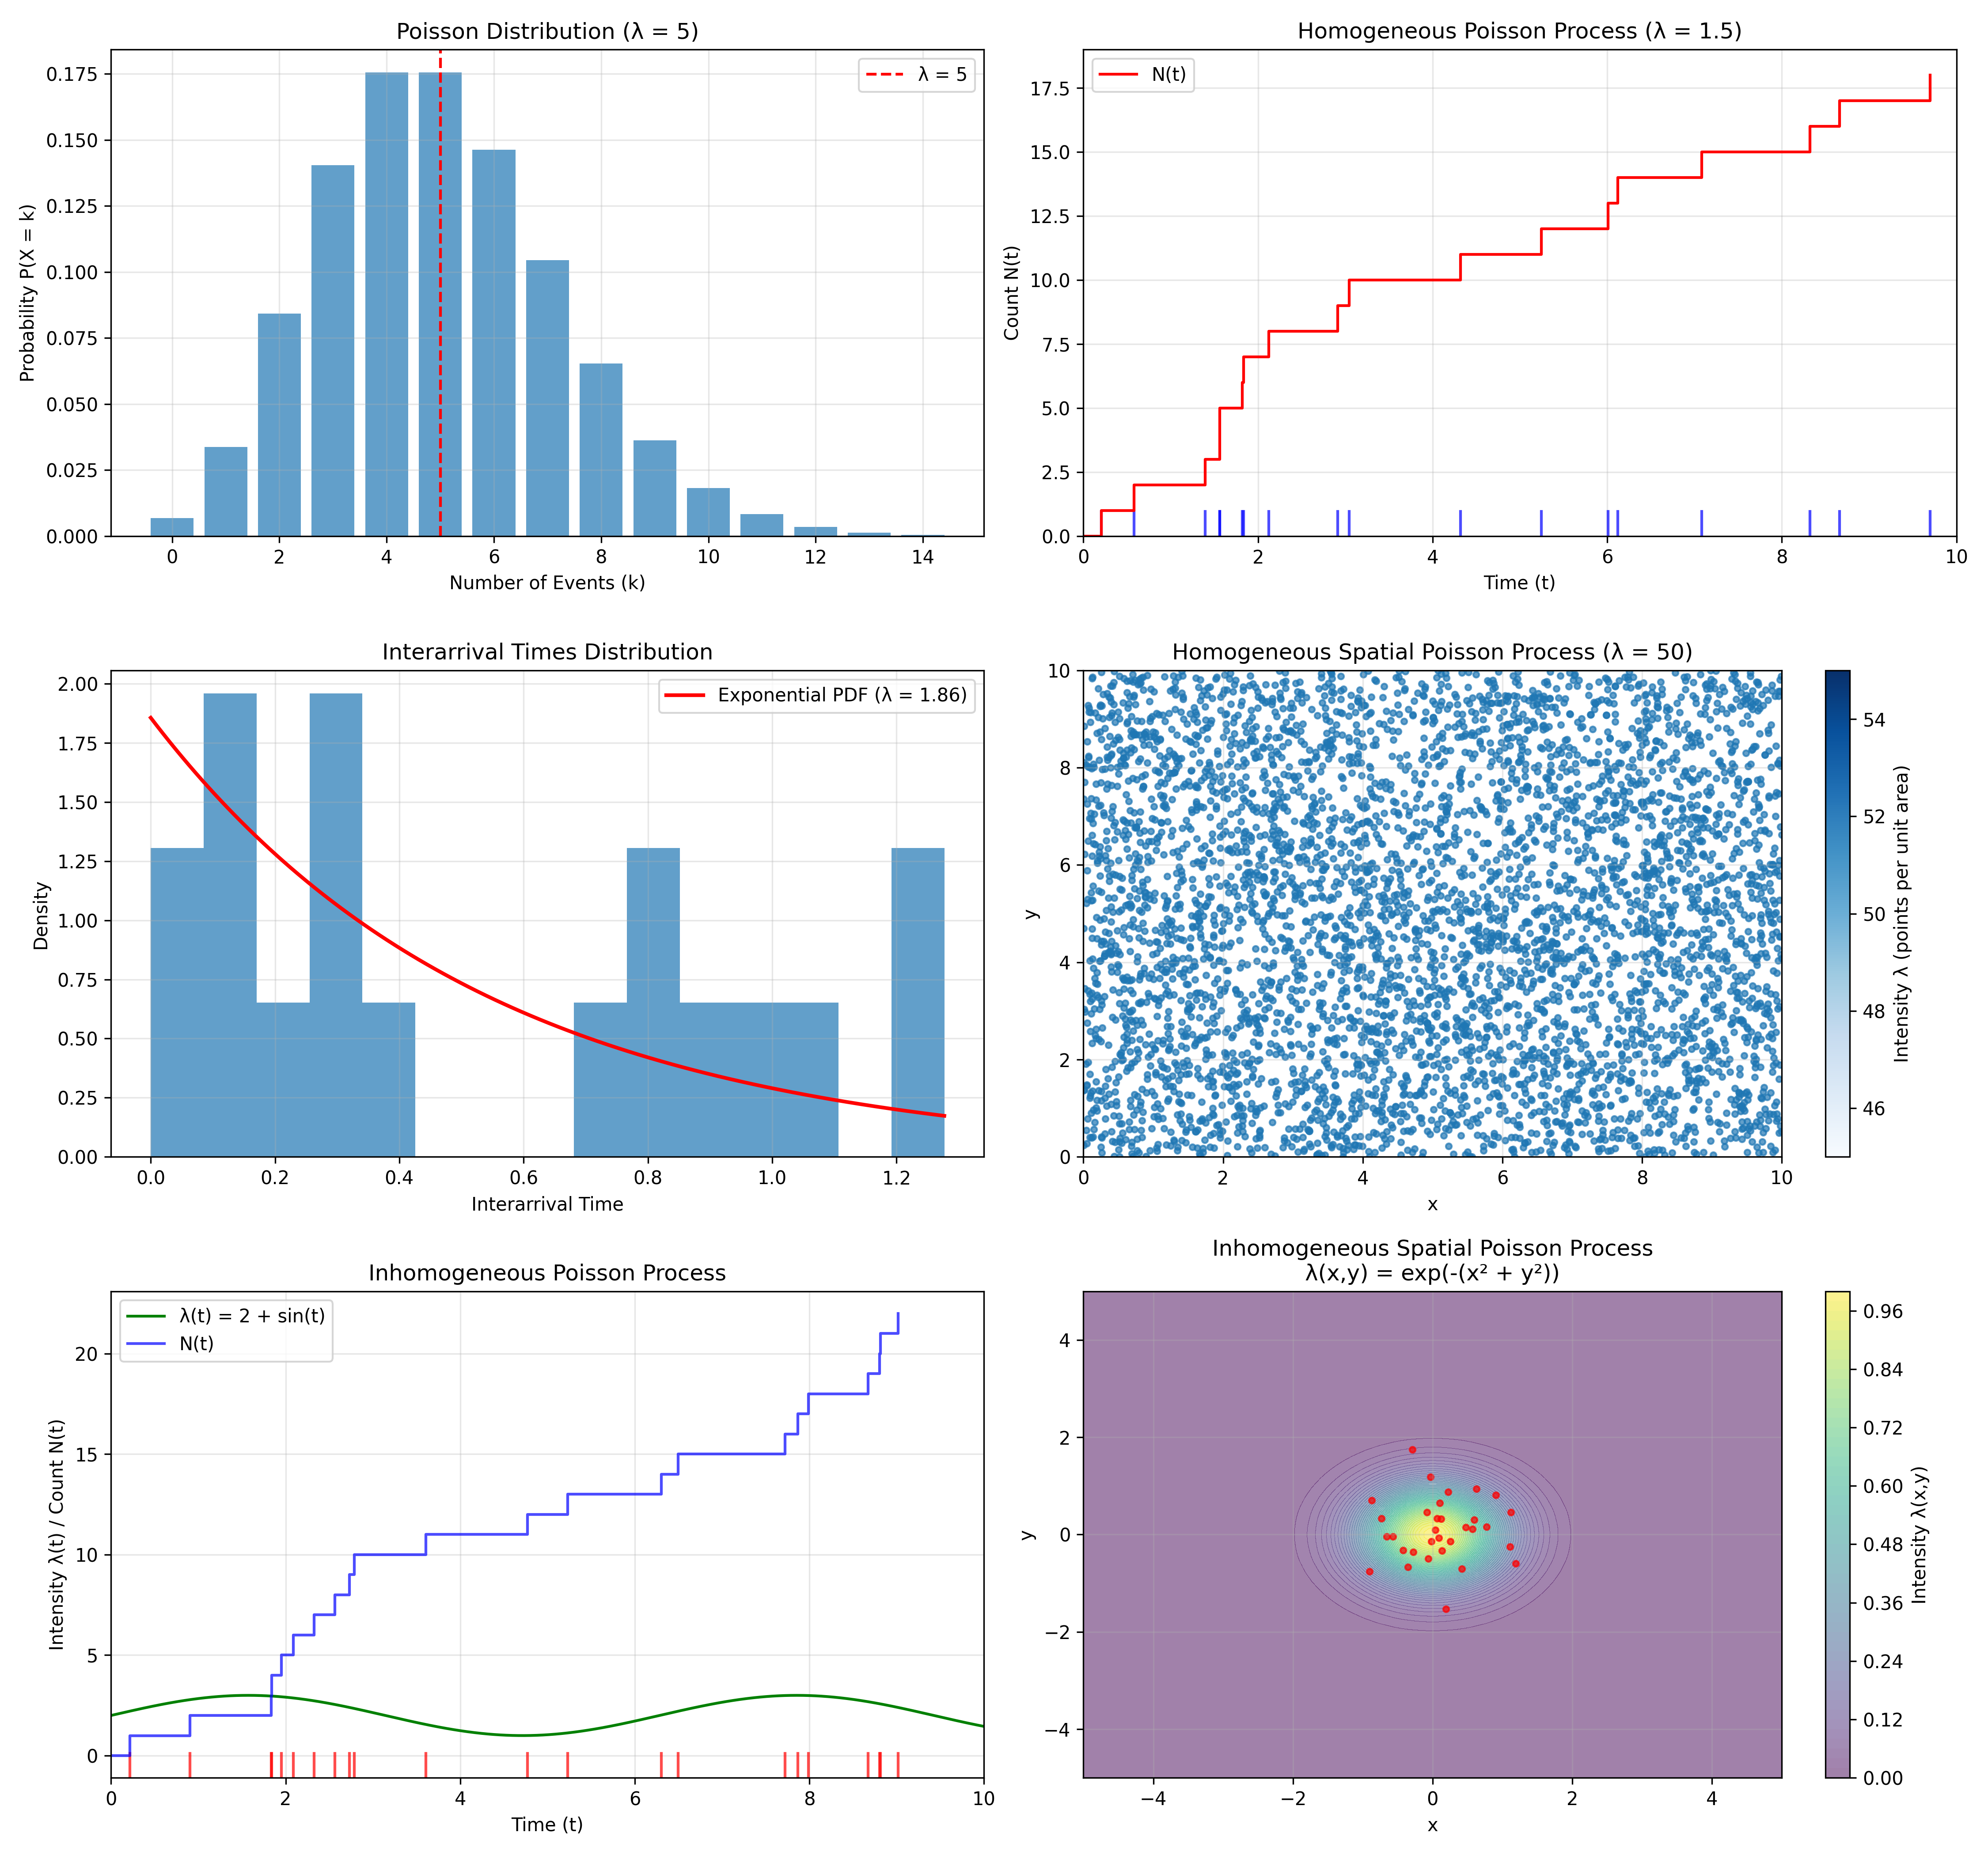 Poisson Distribution (λ = 5)
λ = 5
Probability P(X = k)
0.175
0.150
0.125
0.100
0.075
0.050
0.025
0.000
0 2 4 6 8 10 12 14
Number of Events (k)
Homogeneous Poisson Process (λ = 1.5)
N(t)
Count N(t)
17.5
15.0
12.5
10.0
7.5
5.0
2.5
0.0
0 2 4 6 8 10
Time (t)
Interarrival Times Distribution
Exponential PDF (λ = 1.86)
Density
2.00
1.75
1.50
1.25
1.00
0.75
0.50
0.25
0.00
0.0 0.2 0.4 0.6 0.8 1.0 1.2
Interarrival Time
Homogeneous Spatial Poisson Process (λ = 50)
y
10
8
6
4
2
0
0 2 4 6 8 10
x
54
52
50
48
46
Intensity λ (points per unit area)
Inhomogeneous Poisson Process
λ(t) = 2 + sin(t)
N(t)
Intensity λ(t) / Count N(t)
20
15
10
5
0
0 2 4 6 8 10
Time (t)
Inhomogeneous Spatial Poisson Process
λ(x,y) = exp(-(x² + y²))
y
4
2
0
−2
−4
−4 −2 0 2 4
x
0.96
0.84
0.72
0.60
0.48
0.36
0.24
0.12
0.00
Intensity λ(x,y)